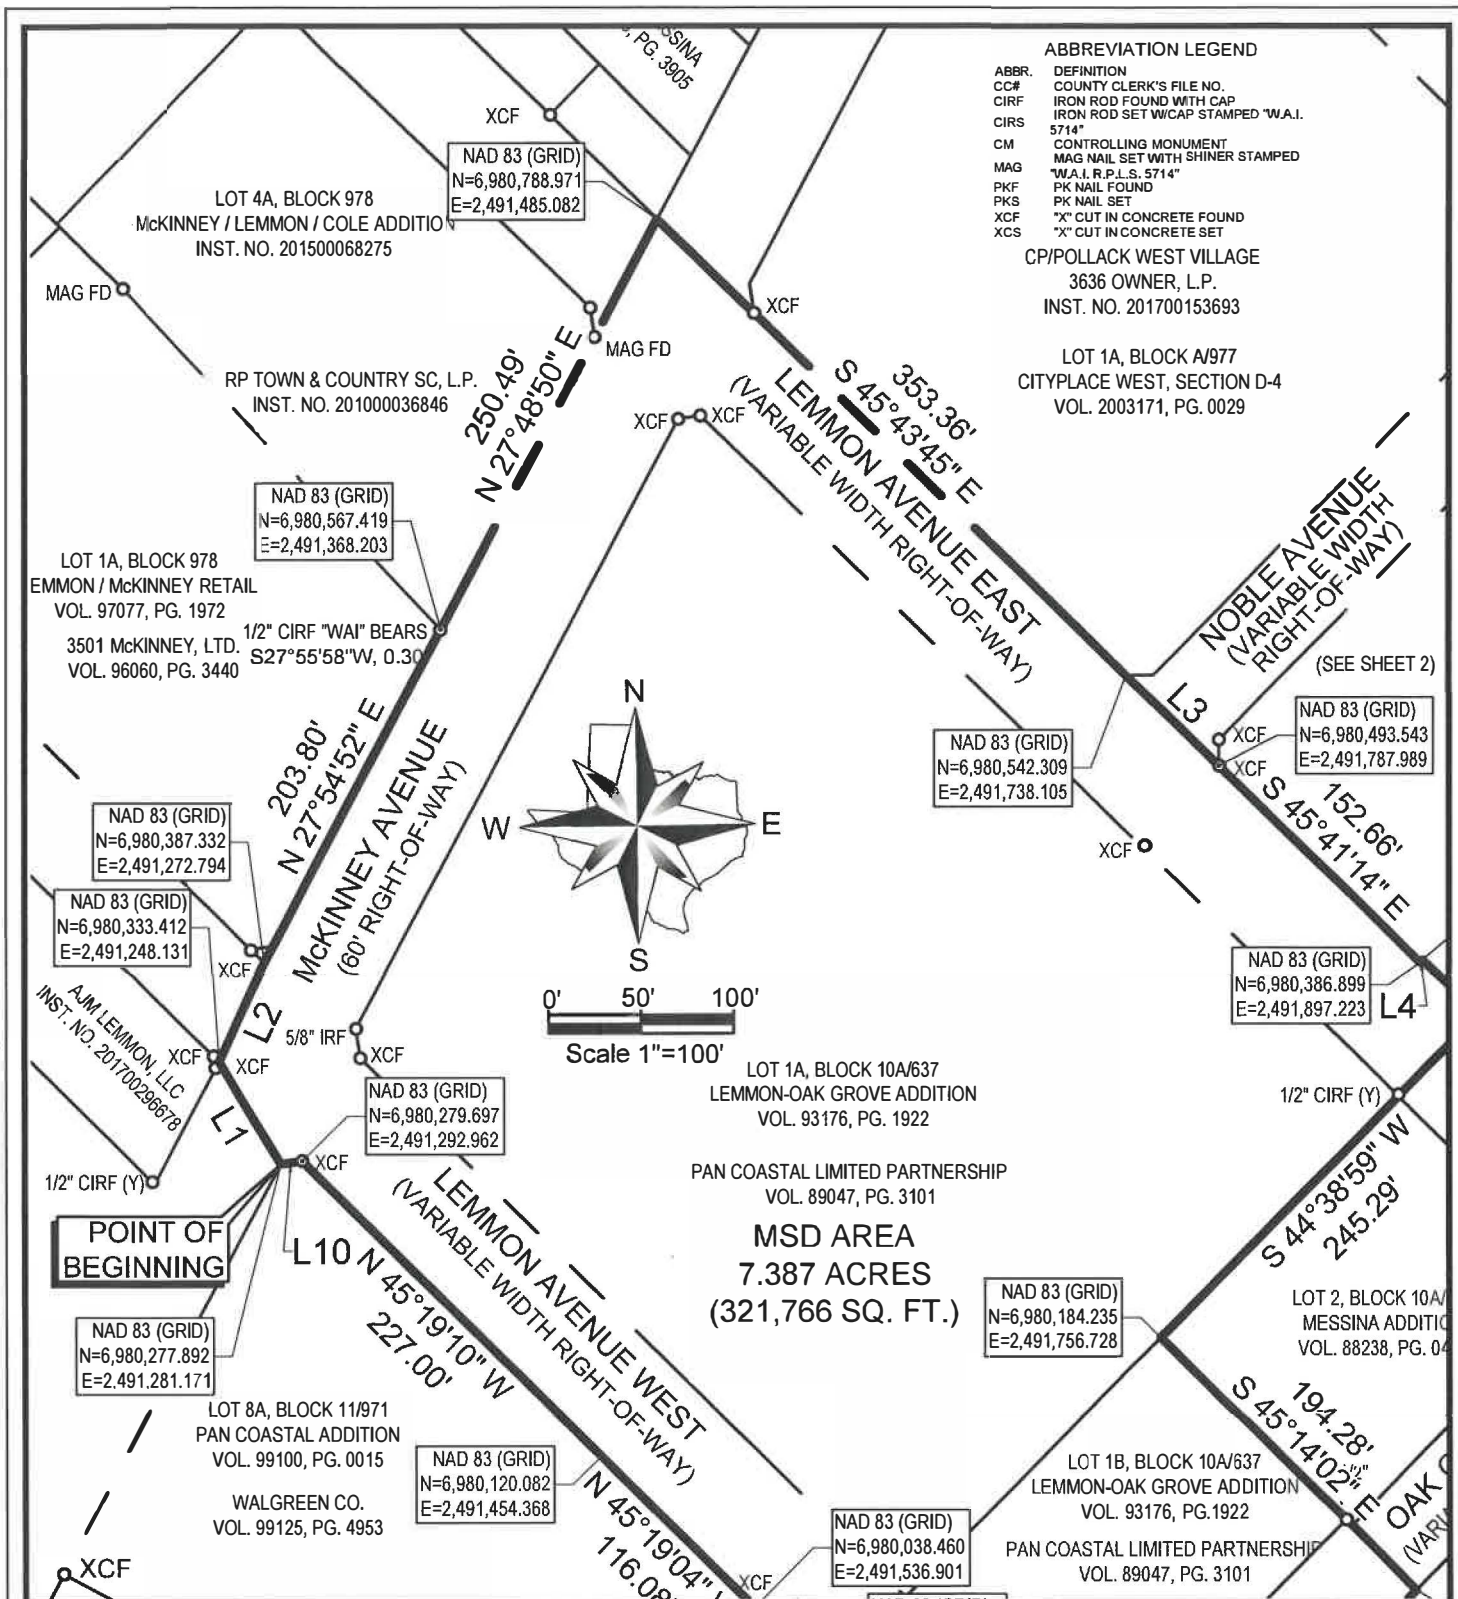 SSINA
, PG. 3905
ABBREVIATION LEGEND
ABBR. DEFINITION
CC# COUNTY CLERK'S FILE NO.
CIRF IRON ROD FOUND WITH CAP
CIRS IRON ROD SET W/CAP STAMPED "W.A.I.
5714"
CM CONTROLLING MONUMENT
MAG MAG NAIL SET WITH SHINER STAMPED
"W.A.I. R.P.L.S. 5714"
PKF PK NAIL FOUND
PKS PK NAIL SET
XCF "X" CUT IN CONCRETE FOUND
XCS "X" CUT IN CONCRETE SET
XCF
NAD 83 (GRID)
N=6,980,788.971
E=2,491,485.082
LOT 4A, BLOCK 978
McKINNEY / LEMMON / COLE ADDITION
INST. NO. 201500068275
CP/POLLACK WEST VILLAGE
3636 OWNER, L.P.
INST. NO. 201700153693
MAG FD
XCF
MAG FD
LOT 1A, BLOCK A/977
CITYPLACE WEST, SECTION D-4
VOL. 2003171, PG. 0029
RP TOWN & COUNTRY SC, L.P.
INST. NO. 201000036846
250.49'
N 27°48'50" E
XCF
XCF
353.36'
S 45°43'45" E
LEMMON AVENUE EAST
(VARIABLE WIDTH RIGHT-OF-WAY)
NAD 83 (GRID)
N=6,980,567.419
E=2,491,368.203
NOBLE AVENUE
(VARIABLE WIDTH
RIGHT-OF-WAY)
(SEE SHEET 2)
LOT 1A, BLOCK 978
EMMON / McKINNEY RETAIL
VOL. 97077, PG. 1972
3501 McKINNEY, LTD.
VOL. 96060, PG. 3440
1/2" CIRF "WAI" BEARS
S27°55'58"W, 0.30
N
W
E
S
L3
NAD 83 (GRID)
N=6,980,493.543
E=2,491,787.989
XCF
XCF
NAD 83 (GRID)
N=6,980,542.309
E=2,491,738.105
203.80'
N 27°54'52" E
McKINNEY AVENUE
(60' RIGHT-OF-WAY)
152.66'
S 45°41'14" E
XCF
NAD 83 (GRID)
N=6,980,387.332
E=2,491,272.794
NAD 83 (GRID)
N=6,980,333.412
E=2,491,248.131
XCF
NAD 83 (GRID)
N=6,980,386.899
E=2,491,897.223
L4
AJM LEMMON, LLC
INST. NO. 201700296678
L2
XCF
XCF
5/8" IRF
XCF
0' 50' 100'
Scale 1"=100'
LOT 1A, BLOCK 10A/637
LEMMON-OAK GROVE ADDITION
VOL. 93176, PG. 1922
1/2" CIRF (Y)
L1
NAD 83 (GRID)
N=6,980,279.697
E=2,491,292.962
XCF
1/2" CIRF (Y)
PAN COASTAL LIMITED PARTNERSHIP
VOL. 89047, PG. 3101
MSD AREA
7.387 ACRES
(321,766 SQ. FT.)
S 44°38'59" W
245.29'
POINT OF
BEGINNING
L10
LEMMON AVENUE WEST
(VARIABLE WIDTH RIGHT-OF-WAY)
N 45°19'10" W
227.00'
NAD 83 (GRID)
N=6,980,184.235
E=2,491,756.728
LOT 2, BLOCK 10A/
MESSINA ADDITIO
VOL. 88238, PG. 04
NAD 83 (GRID)
N=6,980,277.892
E=2,491,281.171
LOT 8A, BLOCK 11/971
PAN COASTAL ADDITION
VOL. 99100, PG. 0015
WALGREEN CO.
VOL. 99125, PG. 4953
194.28'
S 45°14'02" E
NAD 83 (GRID)
N=6,980,120.082
E=2,491,454.368
LOT 1B, BLOCK 10A/637
LEMMON-OAK GROVE ADDITION
VOL. 93176, PG.1922
PAN COASTAL LIMITED PARTNERSHIP
VOL. 89047, PG. 3101
OAK
(VARI
N 45°19'04"
116.08'
NAD 83 (GRID)
N=6,980,038.460
E=2,491,536.901
XCF
XCF